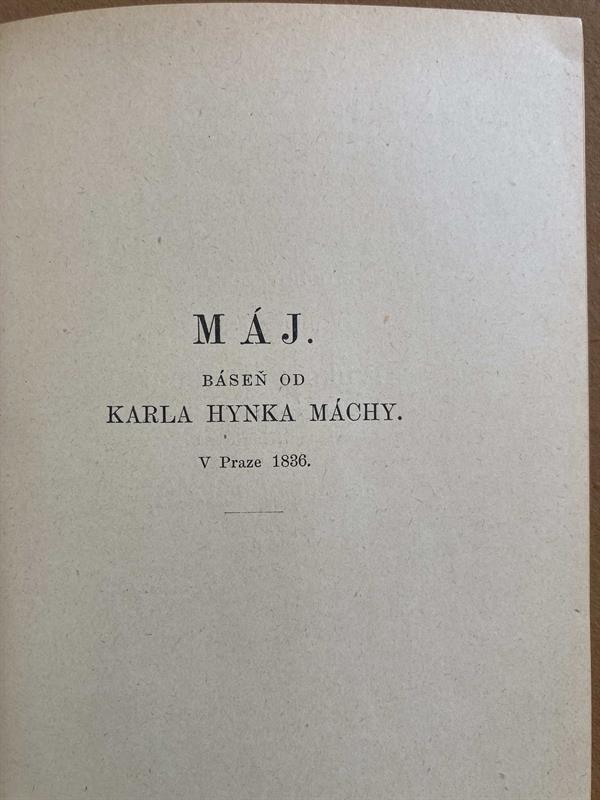 MÁJ.
BÁSEŇ OD
KARLA HYNKA MÁCHY.
V Praze 1836.